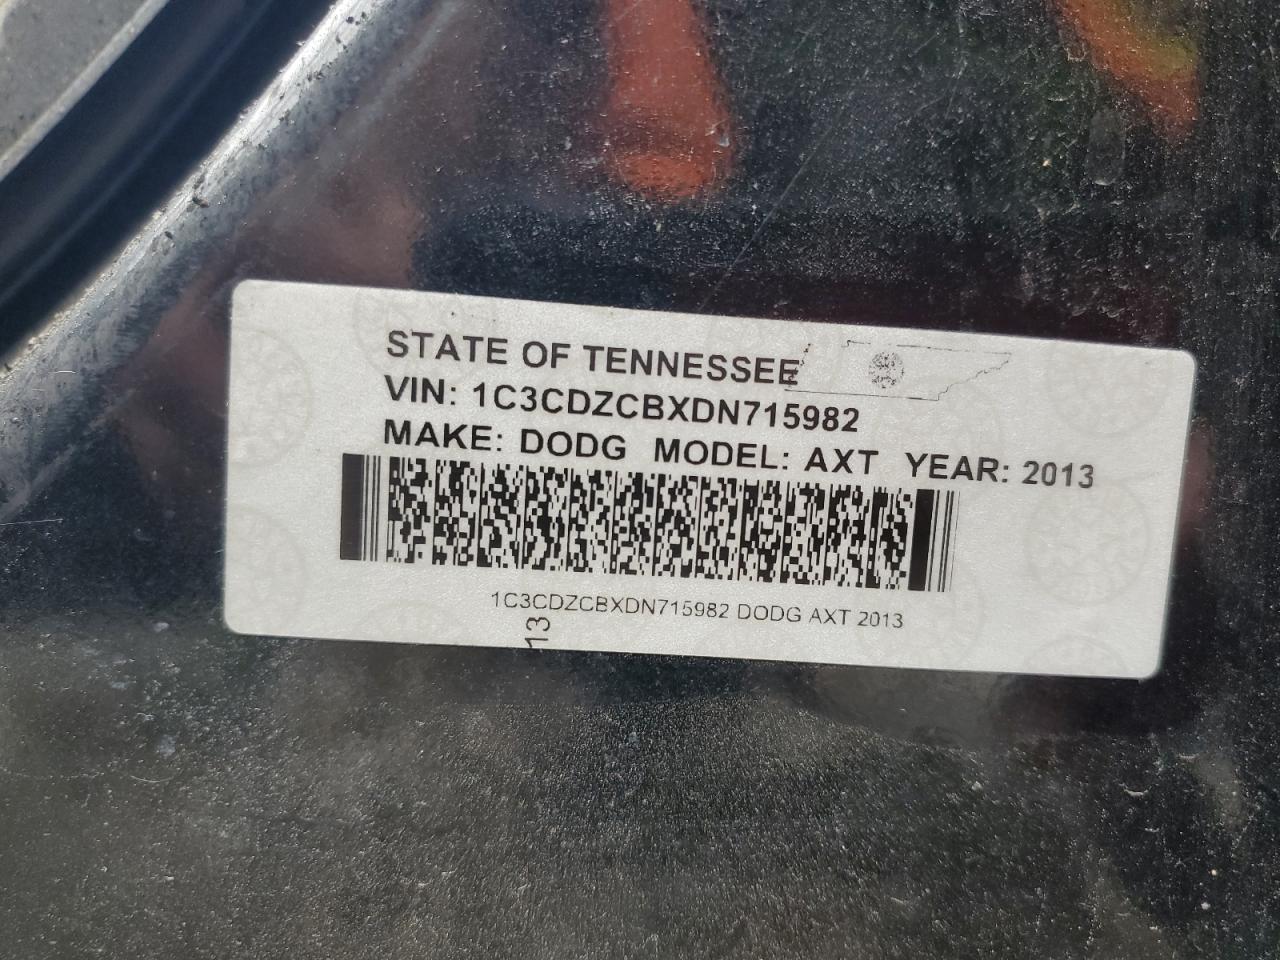 STATE OF TENNESSEE
VIN: 1C3CDZCBXDN715982
MAKE: DODG MODEL: AXT YEAR: 2013
1C3CDZCBXDN715982 DODG AXT 2013
13